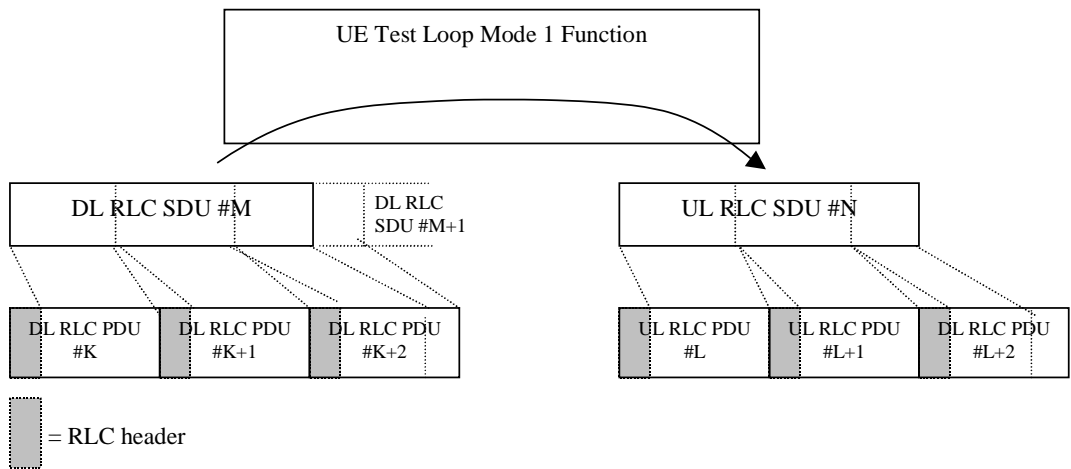 UE Test Loop Mode 1 Function
DL RLC SDU #M
DL RLC
SDU #M+1
UL RLC SDU #N
DL RLC PDU
#K
DL RLC PDU
#K+1
DL RLC PDU
#K+2
UL RLC PDU
#L
UL RLC PDU
#L+1
DL RLC PDU
#L+2
= RLC header